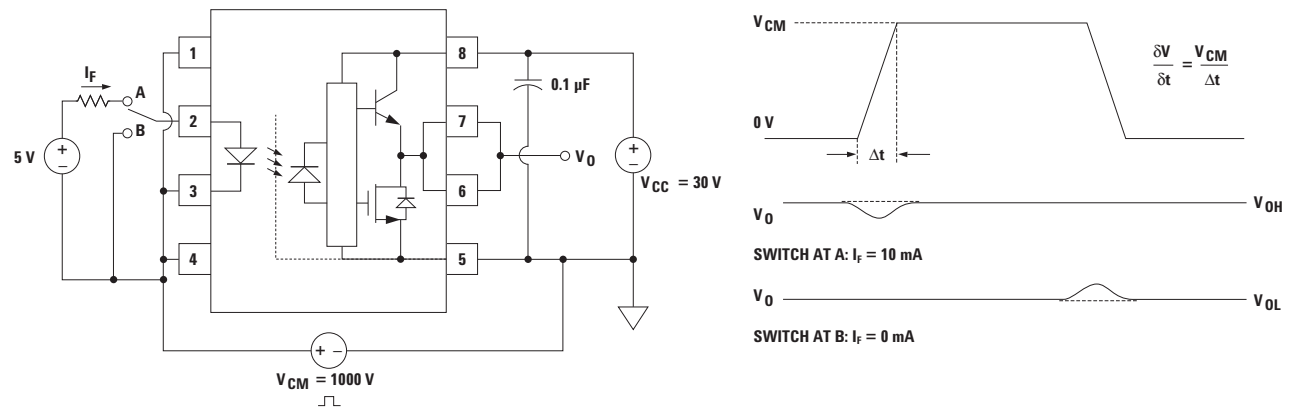 1
I_F
A
B
2
5 V
+
–
3
4
8
0.1 µF
7
V_O
6
+
–
V_CC = 30 V
5
+ –
V_CM = 1000 V
V_CM
δV
δt
=
V_CM
Δt
0 V
Δt
V_O
V_OH
SWITCH AT A: I_F = 10 mA
V_O
V_OL
SWITCH AT B: I_F = 0 mA